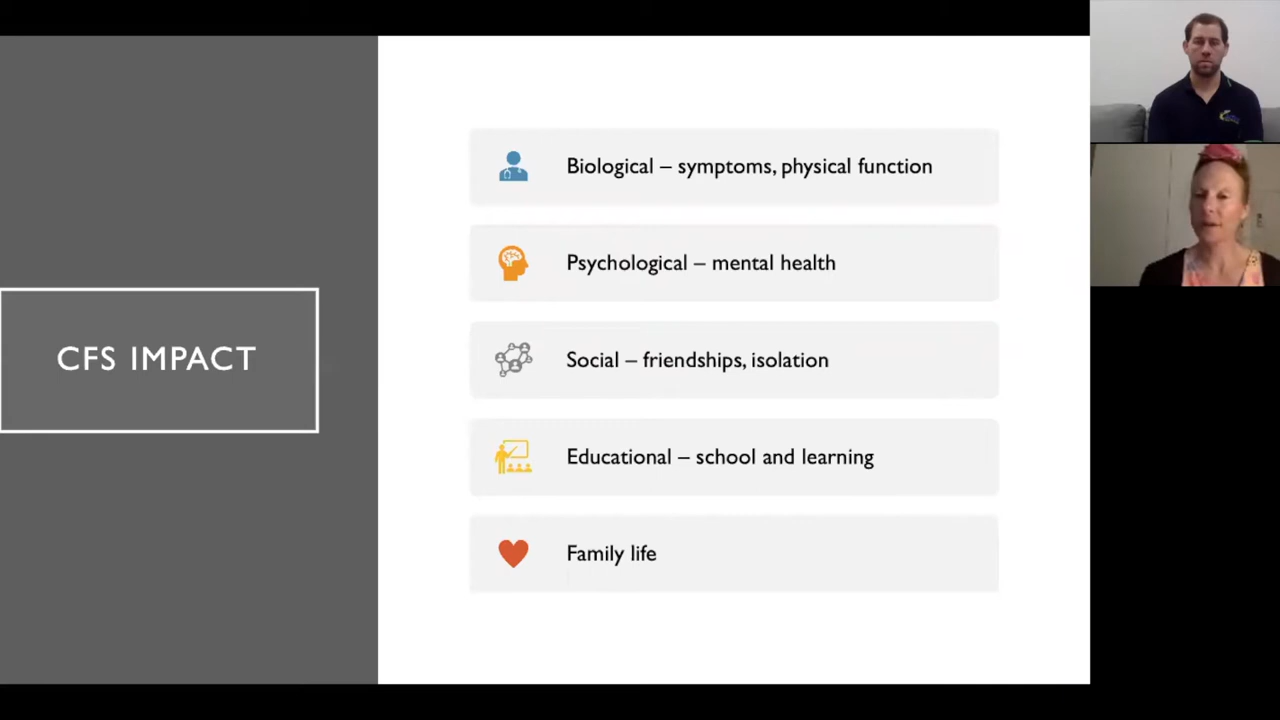 CFS IMPACT
Biological – symptoms, physical function
Psychological – mental health
Social – friendships, isolation
Educational – school and learning
Family life